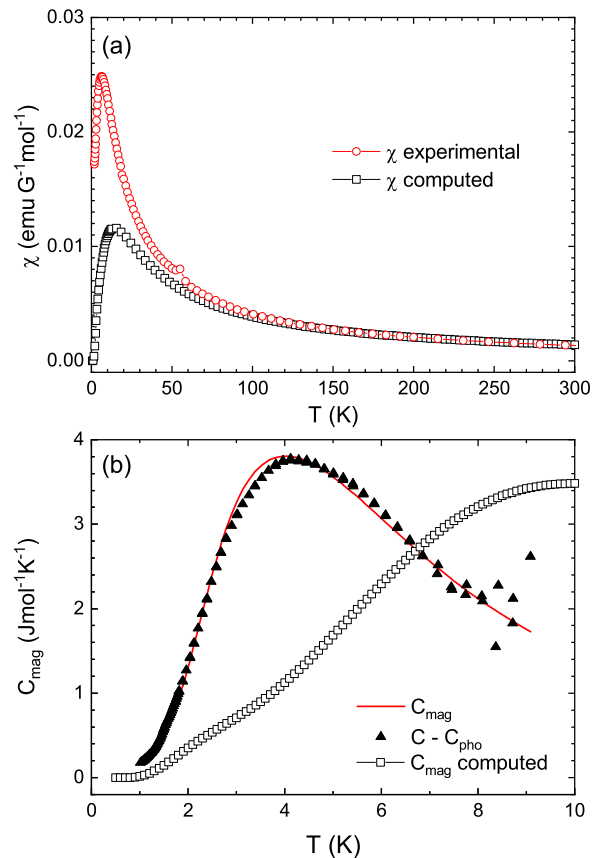 0.03
(a)
0.02
0.01
0.00
χ (emu G⁻¹mol⁻¹)
χ experimental
χ computed
0 50 100 150 200 250 300
T (K)
4
(b)
3
2
1
0
C_mag (Jmol⁻¹K⁻¹)
C_mag
C - C_pho
C_mag computed
0 2 4 6 8 10
T (K)